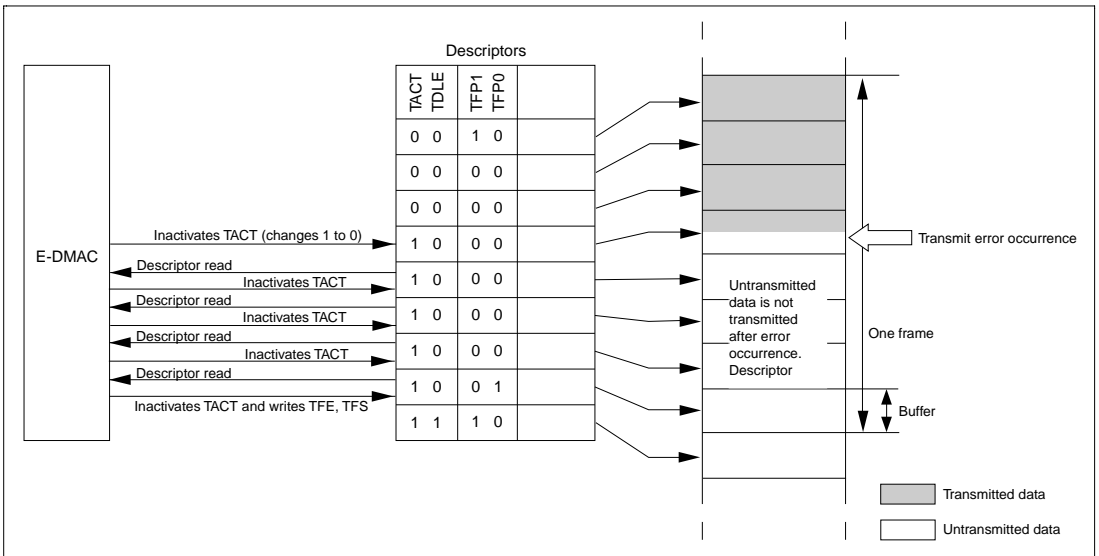 Descriptors
TACT TDLE TFP1 TFP0
0 0 1 0
0 0 0 0
0 0 0 0
1 0 0 0
1 0 0 0
1 0 0 0
1 0 0 0
1 0 0 1
1 1 1 0
E-DMAC
Inactivates TACT (changes 1 to 0)
Descriptor read
Inactivates TACT
Descriptor read
Inactivates TACT
Descriptor read
Inactivates TACT
Descriptor read
Inactivates TACT and writes TFE, TFS
Transmit error occurrence
Untransmitted
data is not
transmitted
after error
occurrence.
Descriptor
One frame
Buffer
Transmitted data
Untransmitted data